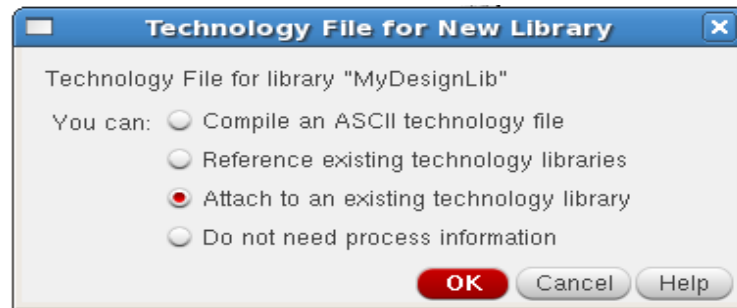 Technology File for New Library
Technology File for library "MyDesignLib"
You can: Compile an ASCII technology file
Reference existing technology libraries
Attach to an existing technology library
Do not need process information
OK Cancel Help